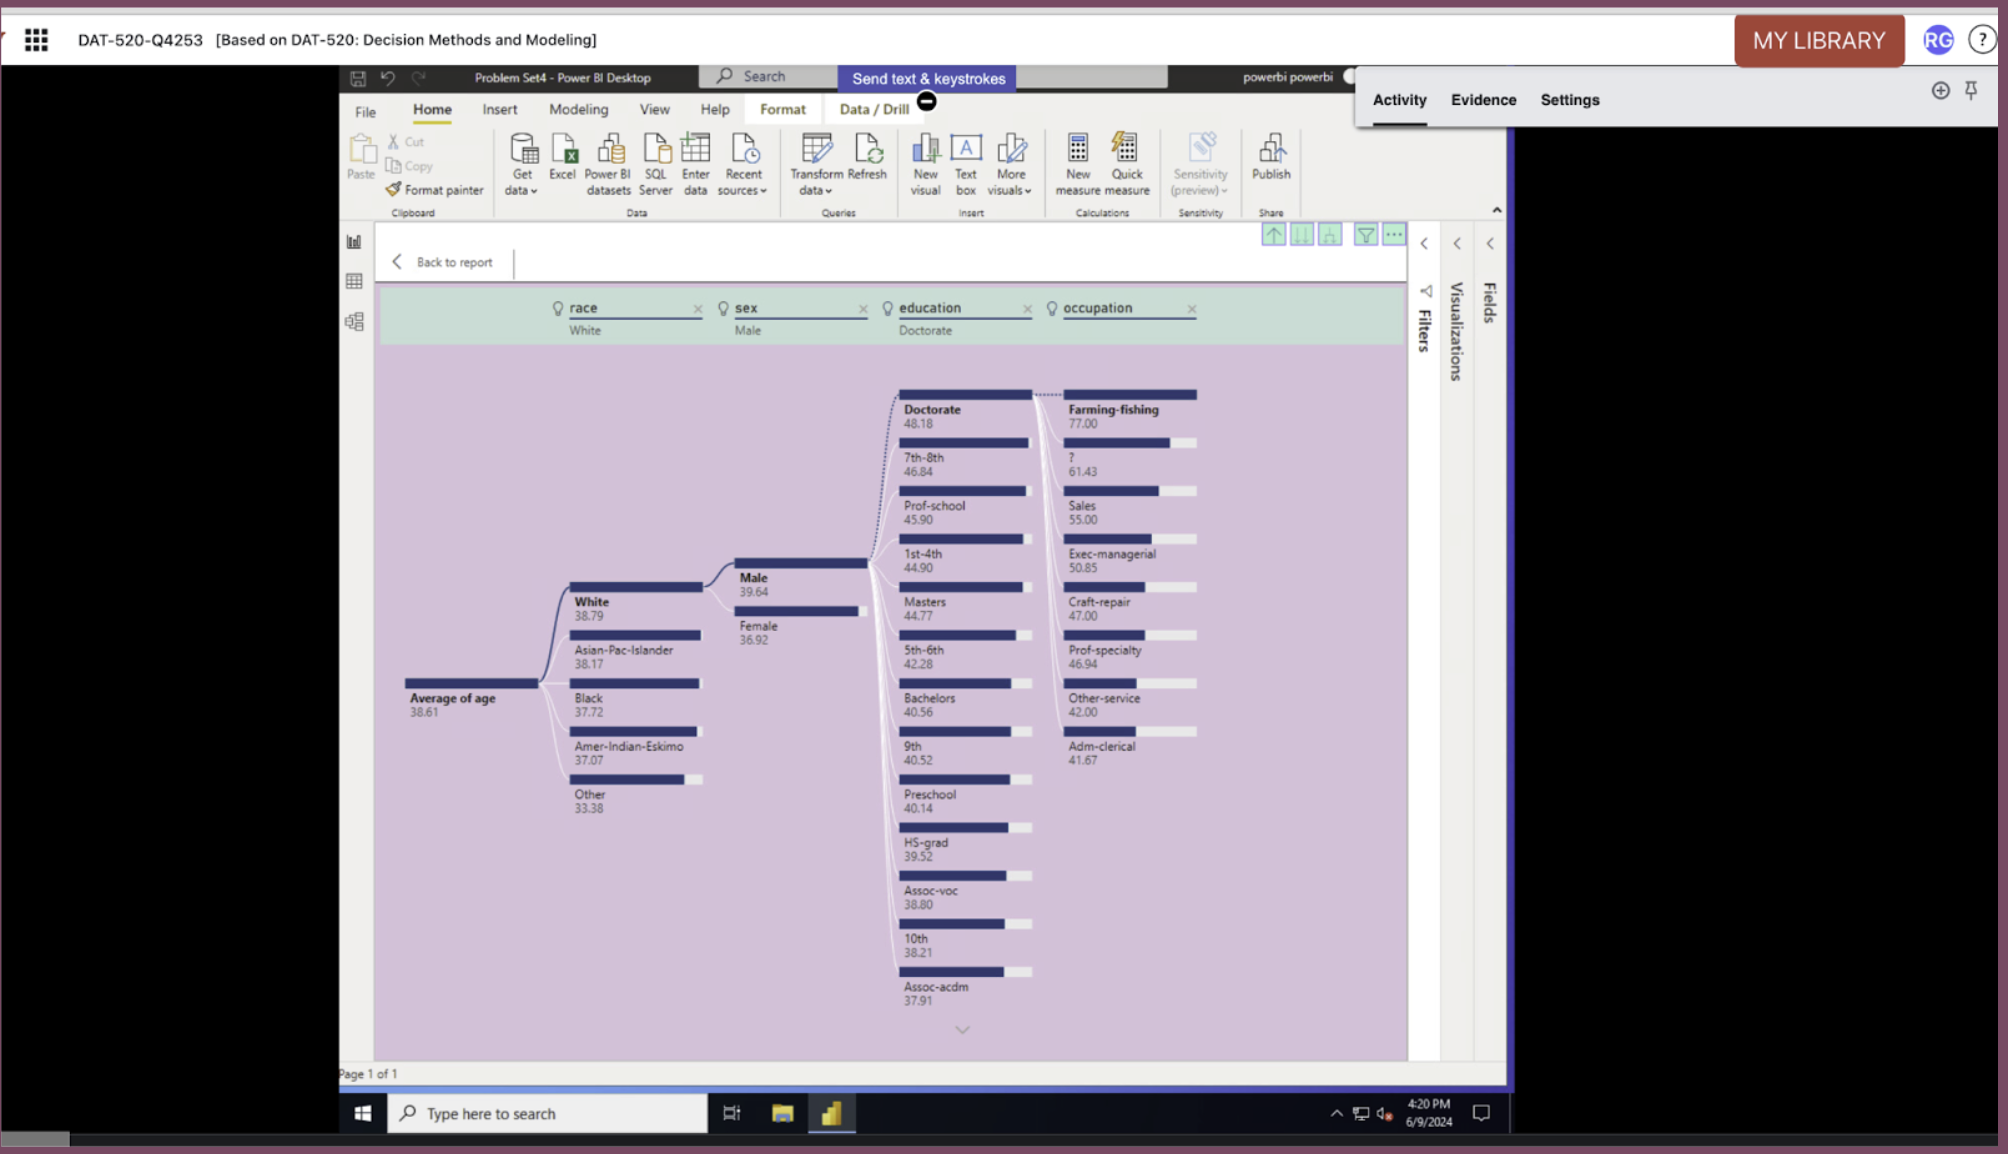 DAT-520-Q4253 [Based on DAT-520: Decision Methods and Modeling]
MY LIBRARY
RG
?
Problem Set4 - Power BI Desktop
Search
Send text & keystrokes
powerbi powerbi
Activity
Evidence
Settings
File
Home
Insert
Modeling
View
Help
Format
Data / Drill
Paste
Cut
Copy
Format painter
Clipboard
Get data
Excel
Power BI datasets
SQL Server
Enter data
Recent sources
Data
Transform data
Refresh
Queries
New visual
Text box
More visuals
Insert
New measure
Quick measure
Calculations
Sensitivity (preview)
Sensitivity
Publish
Share
Back to report
Filters
Visualizations
Fields
race
White
sex
Male
education
Doctorate
occupation
Average of age
38.61
White
38.79
Asian-Pac-Islander
38.17
Black
37.72
Amer-Indian-Eskimo
37.07
Other
33.38
Male
39.64
Female
36.92
Doctorate
48.18
7th-8th
46.84
Prof-school
45.90
1st-4th
44.90
Masters
44.77
5th-6th
42.28
Bachelors
40.56
9th
40.52
Preschool
40.14
HS-grad
39.52
Assoc-voc
38.80
10th
38.21
Assoc-acdm
37.91
Farming-fishing
77.00
?
61.43
Sales
55.00
Exec-managerial
50.85
Craft-repair
47.00
Prof-specialty
46.94
Other-service
42.00
Adm-clerical
41.67
Page 1 of 1
Type here to search
4:20 PM
6/9/2024